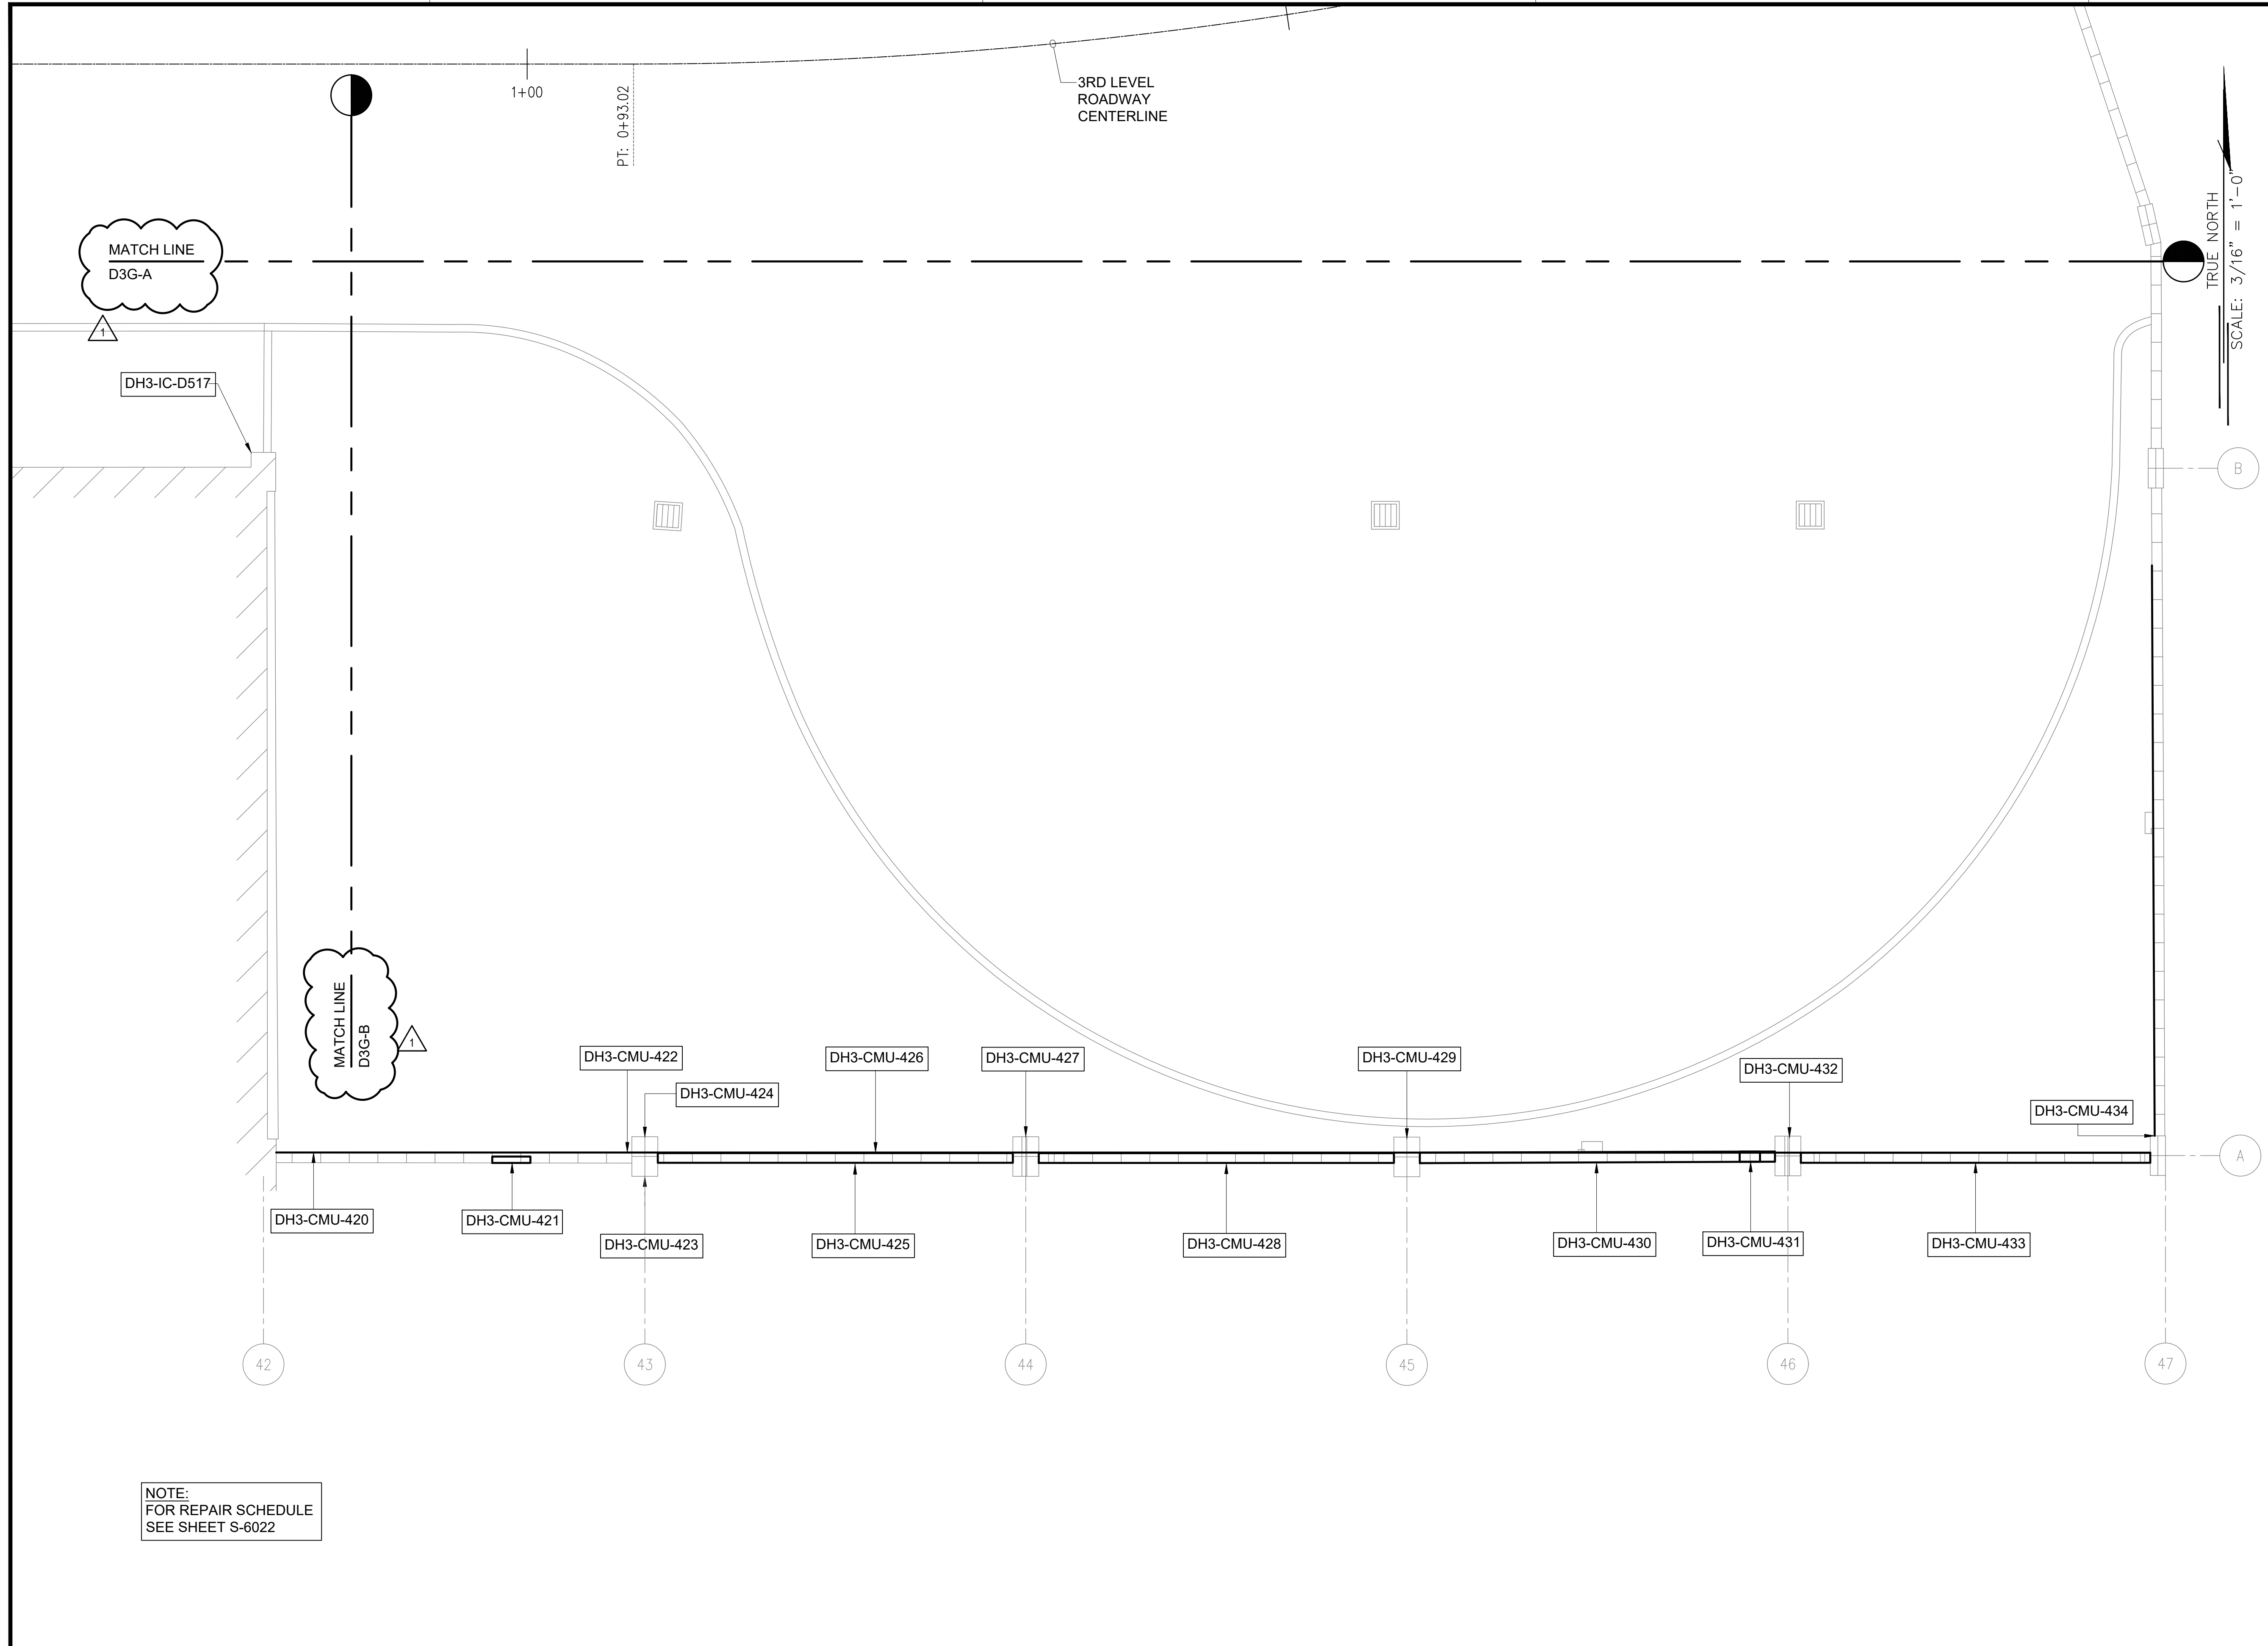 1+00
PT: 0+93.02
3RD LEVEL
ROADWAY
CENTERLINE
MATCH LINE
D3G-A
1
TRUE NORTH
SCALE: 3/16" = 1'-0"
DH3-IC-D517
B
MATCH LINE
D3G-B
1
DH3-CMU-422
DH3-CMU-424
DH3-CMU-426
DH3-CMU-427
DH3-CMU-429
DH3-CMU-432
DH3-CMU-434
A
DH3-CMU-420
DH3-CMU-421
DH3-CMU-423
DH3-CMU-425
DH3-CMU-428
DH3-CMU-430
DH3-CMU-431
DH3-CMU-433
42
43
44
45
46
47
NOTE:
FOR REPAIR SCHEDULE
SEE SHEET S-6022